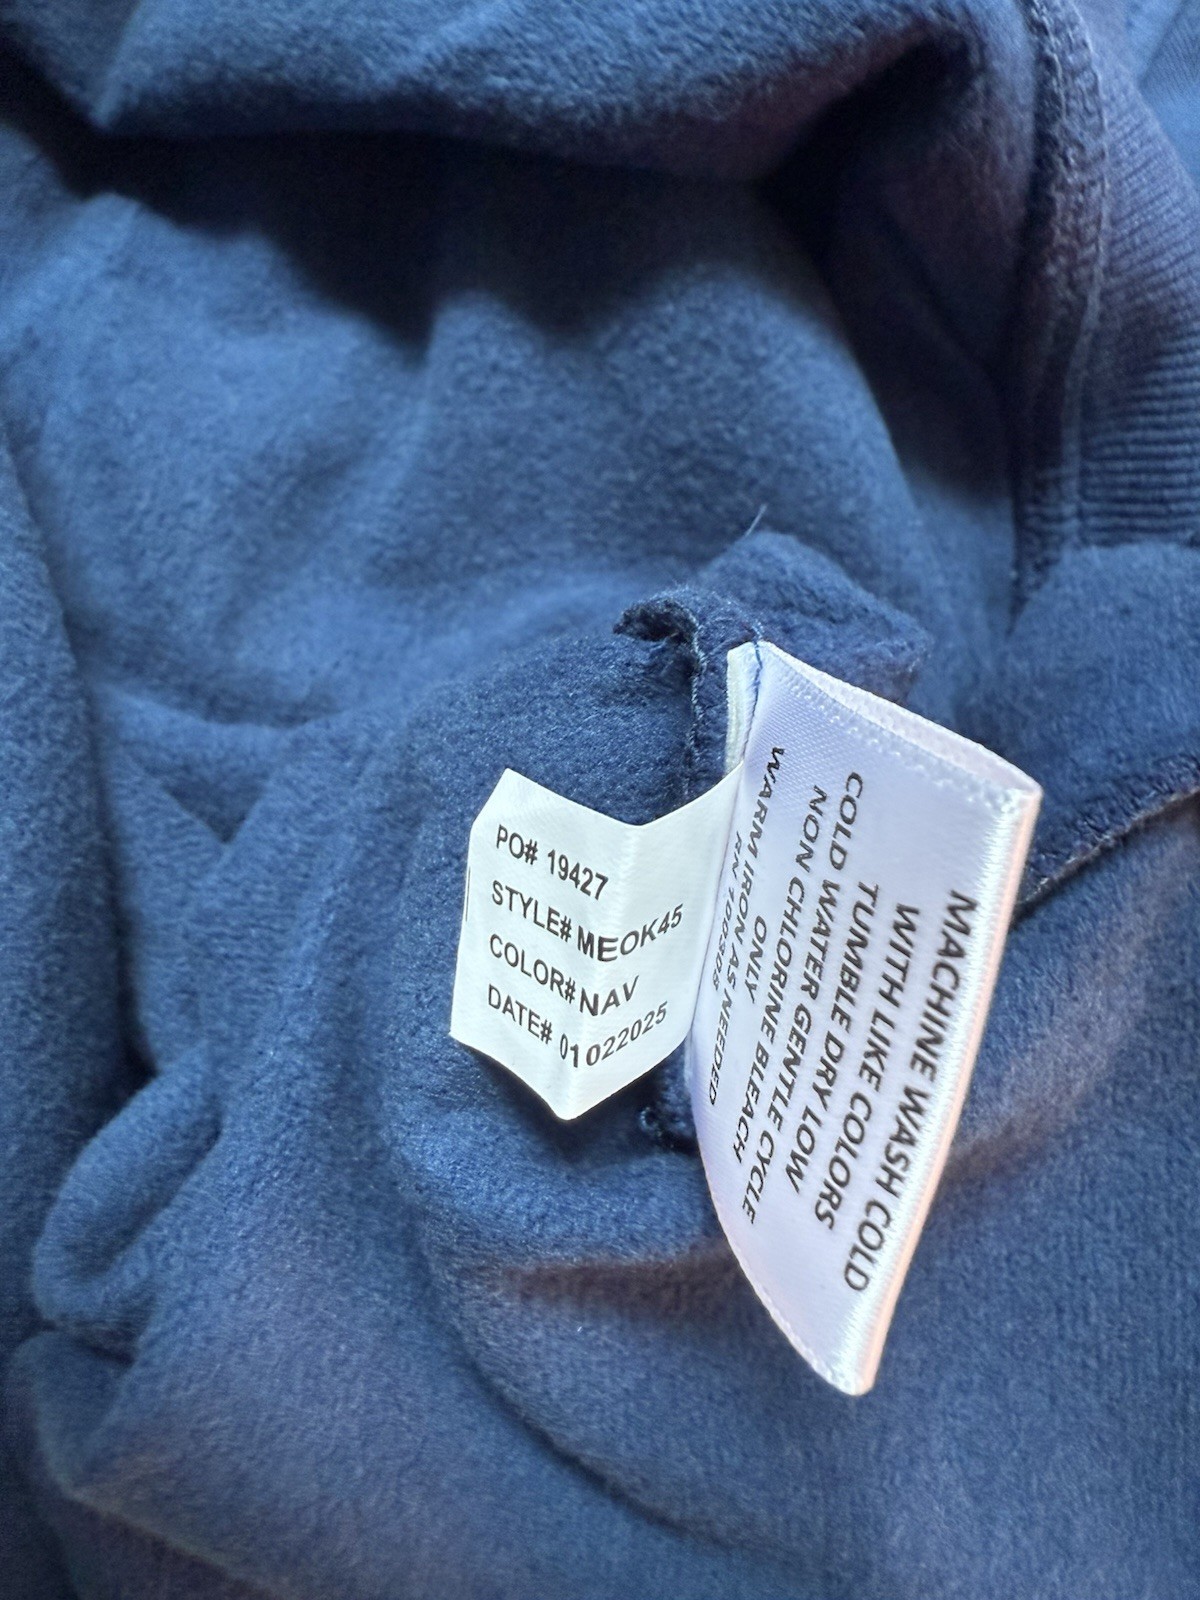 PO# 19427
STYLE# MEOK45
COLOR# NAV
DATE# 01022025
MACHINE WASH COLD
WITH LIKE COLORS
TUMBLE DRY LOW
COLD WATER GENTLE CYCLE
NON CHLORINE BLEACH
ONLY
WARM IRON AS NEEDED
RN